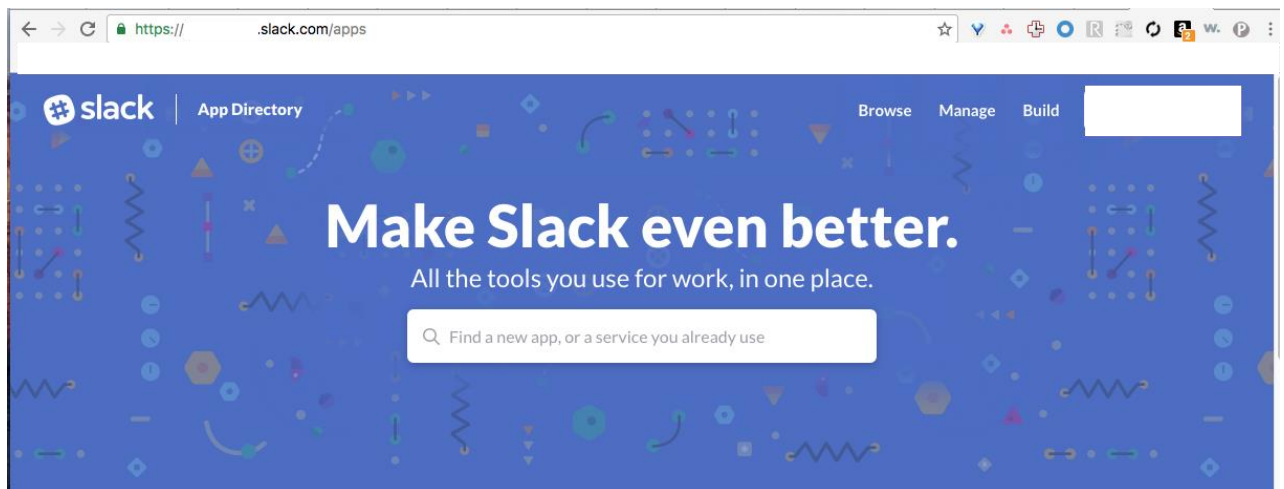 https:// .slack.com/apps
2
w.
slack
App Directory
Browse
Manage
Build
Make Slack even better.
All the tools you use for work, in one place.
Find a new app, or a service you already use